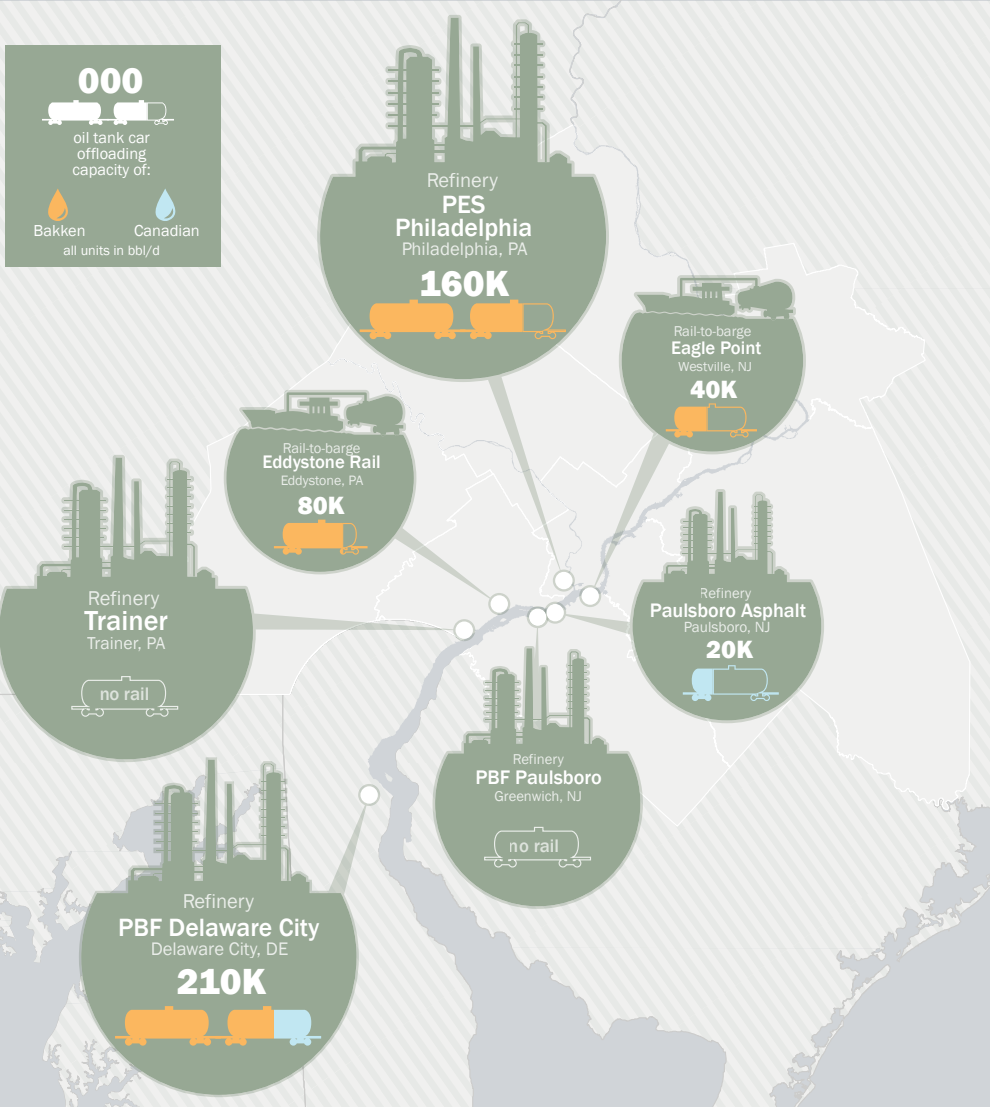 000
oil tank car
offloading
capacity of:
Bakken Canadian
all units in bbl/d
Refinery
PES
Philadelphia
Philadelphia, PA
160K
Rail-to-barge
Eagle Point
Westville, NJ
40K
Rail-to-barge
Eddystone Rail
Eddystone, PA
80K
Refinery
Trainer
Trainer, PA
no rail
Refinery
Paulsboro Asphalt
Paulsboro, NJ
20K
Refinery
PBF Paulsboro
Greenwich, NJ
no rail
Refinery
PBF Delaware City
Delaware City, DE
210K